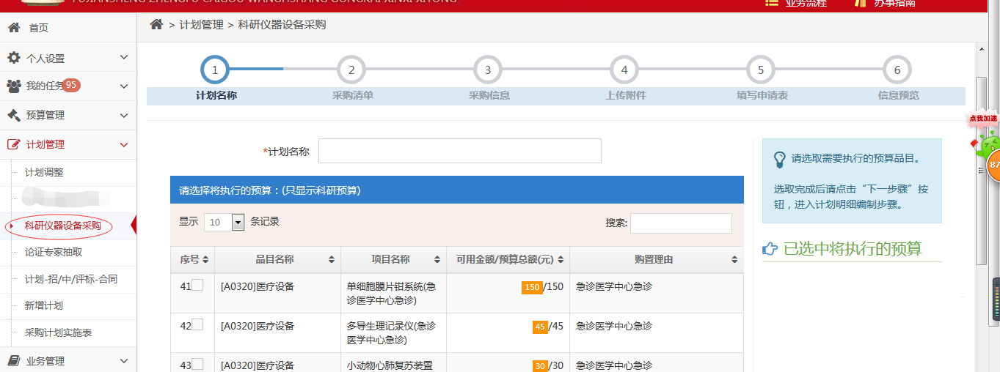 FUJIANSHENG ZHENGFU CAIGOU WANGSHANG GONGKAI XINXI XITONG
业务流程
办事指南
首页
> 计划管理 > 科研仪器设备采购
个人设置
我的任务 95
预算管理
计划管理
计划调整
科研仪器设备采购
论证专家抽取
计划-招/中/评标-合同
新增计划
采购计划实施表
业务管理
1 2 3 4 5 6
计划名称 采购清单 采购信息 上传附件 填写申请表 信息预览
*计划名称
请选择将执行的预算：(只显示科研预算)
显示 10 条记录 搜索:
序号 品目名称 项目名称 可用金额/预算总额(元) 购置理由
41 [A0320]医疗设备 单细胞膜片钳系统(急 150/150 急诊医学中心急诊
诊医学中心急诊)
42 [A0320]医疗设备 多导生理记录仪(急诊 45/45 急诊医学中心急诊
医学中心急诊)
43 [A0320]医疗设备 小动物心肺复苏装置 30/30 急诊医学中心急诊
请选取需要执行的预算品目。
选取完成后请点击“下一步骤”按
钮，进入计划明细编制步骤。
已选中将执行的预算
点我加速
87